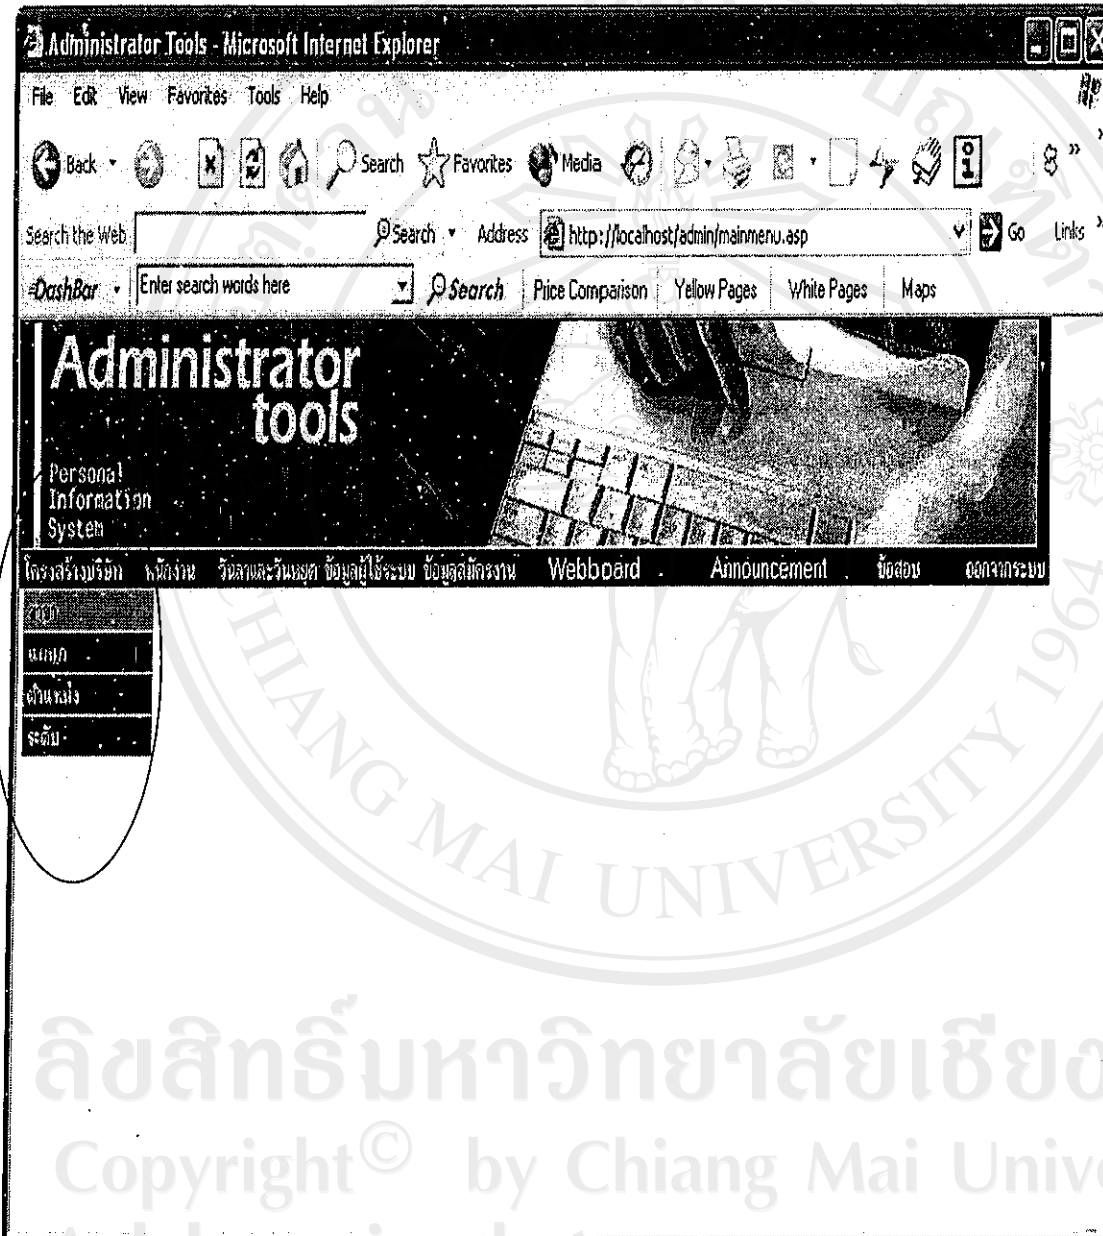 Administrator Tools - Microsoft Internet Explorer
File Edit View Favorites Tools Help
Back Search Favorites Media
Search the Web Search Address http://localhost/admin/mainmenu.asp Go Links
DashBar Enter search words here Search Price Comparison Yellow Pages White Pages Maps
Administrator
tools
Personal
Information
System
โครงสร้างบริษัท พนักงาน วันลาและวันหยุด ข้อมูลผู้ใช้ระบบ ข้อมูลสมัครงาน Webboard Announcement ข้อสอบ ออกจากระบบ
สาขา
แผนก
ตำแหน่ง
ระดับ
CHIANG MAI UNIVERSITY 1964
ลิขสิทธิ์มหาวิทยาลัยเชียง
Copyright© by Chiang Mai Unive